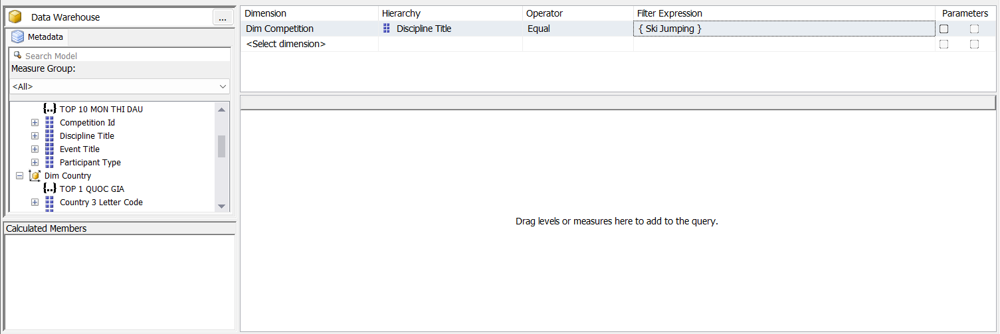 Data Warehouse
...
Metadata
Search Model
Measure Group:
<All>
TOP 10 MON THI DAU
Competition Id
Discipline Title
Event Title
Participant Type
Dim Country
TOP 1 QUOC GIA
Country 3 Letter Code
Calculated Members
Dimension Hierarchy Operator Filter Expression Parameters
Dim Competition Discipline Title Equal { Ski Jumping }
<Select dimension>
Drag levels or measures here to add to the query.